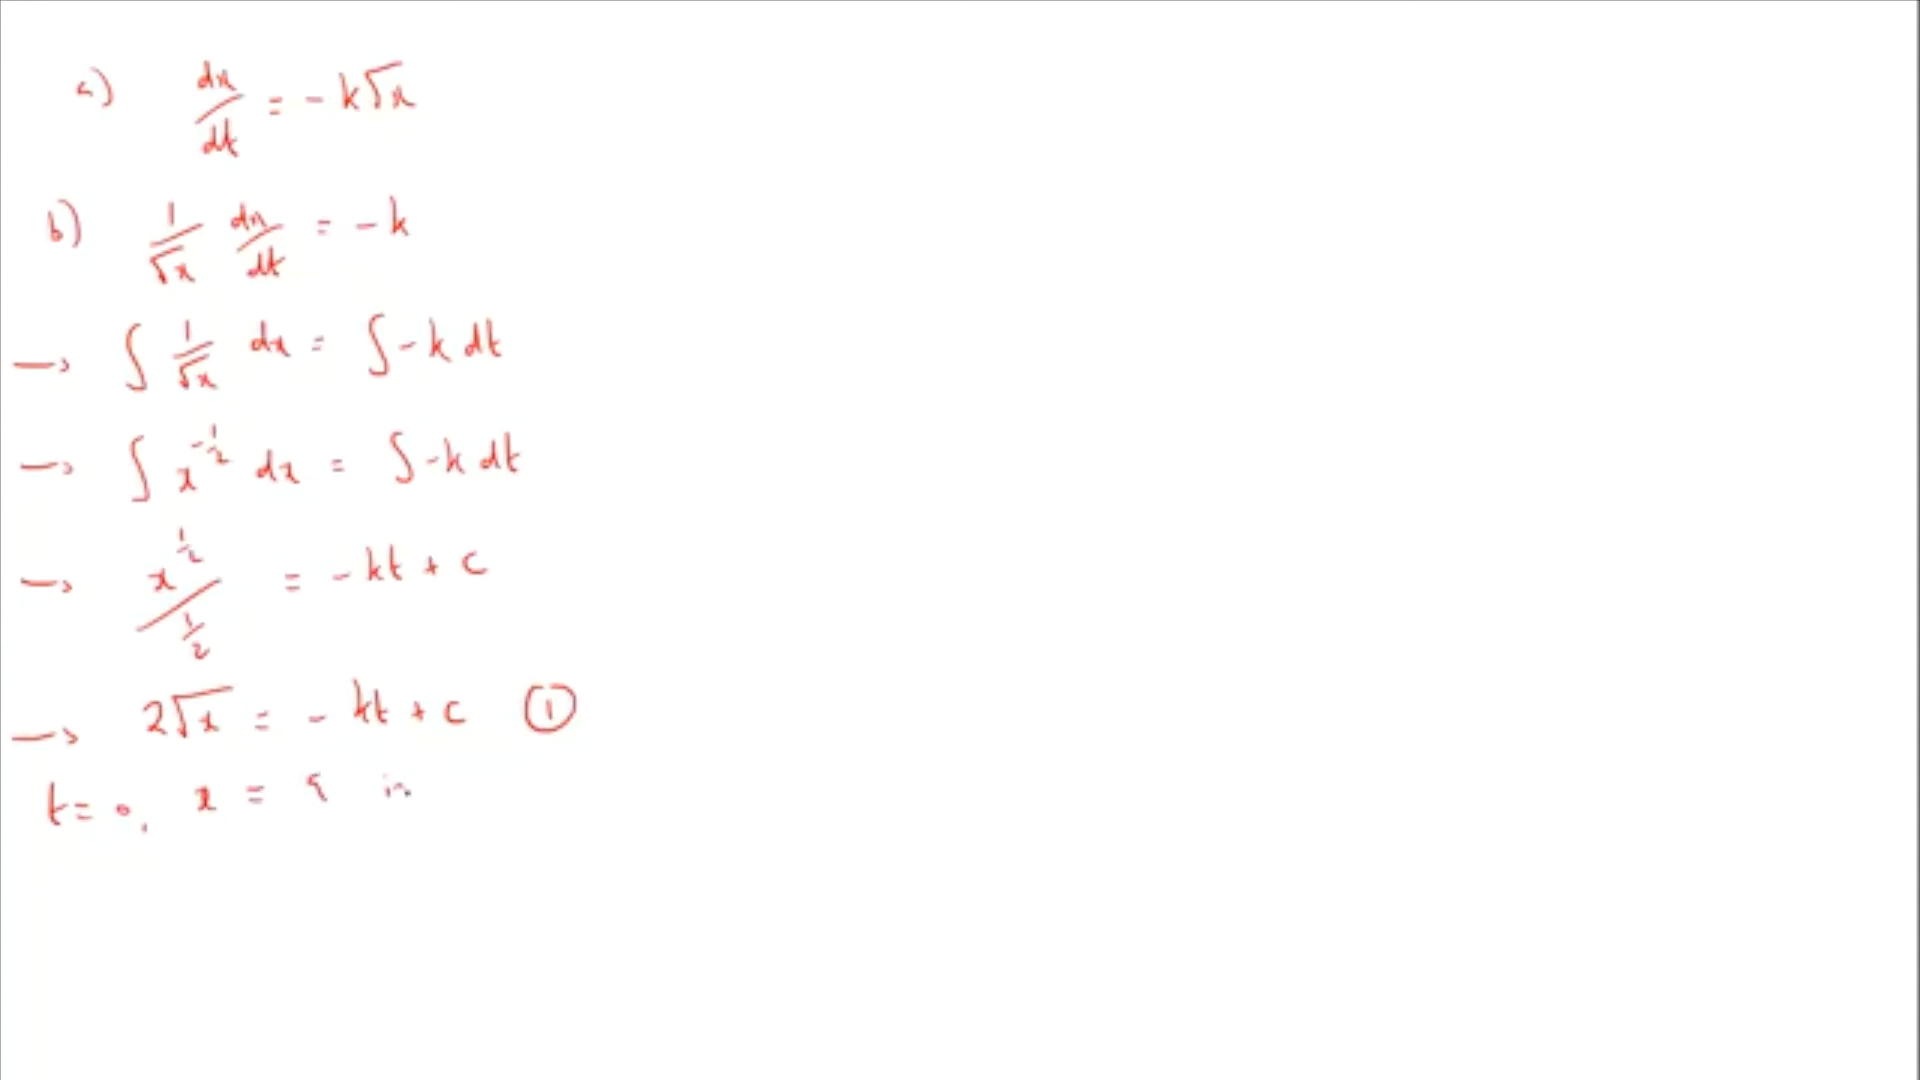 a) dx/dt = - k√x
b) 1/√x dx/dt = - k
→ ∫ 1/√x dx = ∫ - k dt
→ ∫ x^-1/2 dx = ∫ - k dt
→ x^1/2 / 1/2 = - kt + c
→ 2√x = - kt + c ①
t = 0, x = 9 in